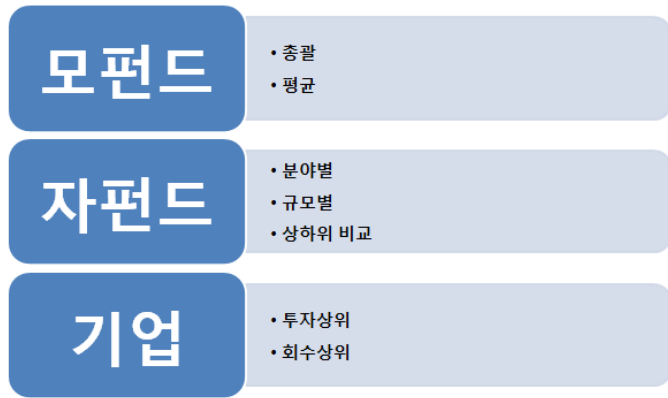 모펀드
• 총괄
• 평균
자펀드
• 분야별
• 규모별
• 상하위 비교
기업
• 투자상위
• 회수상위